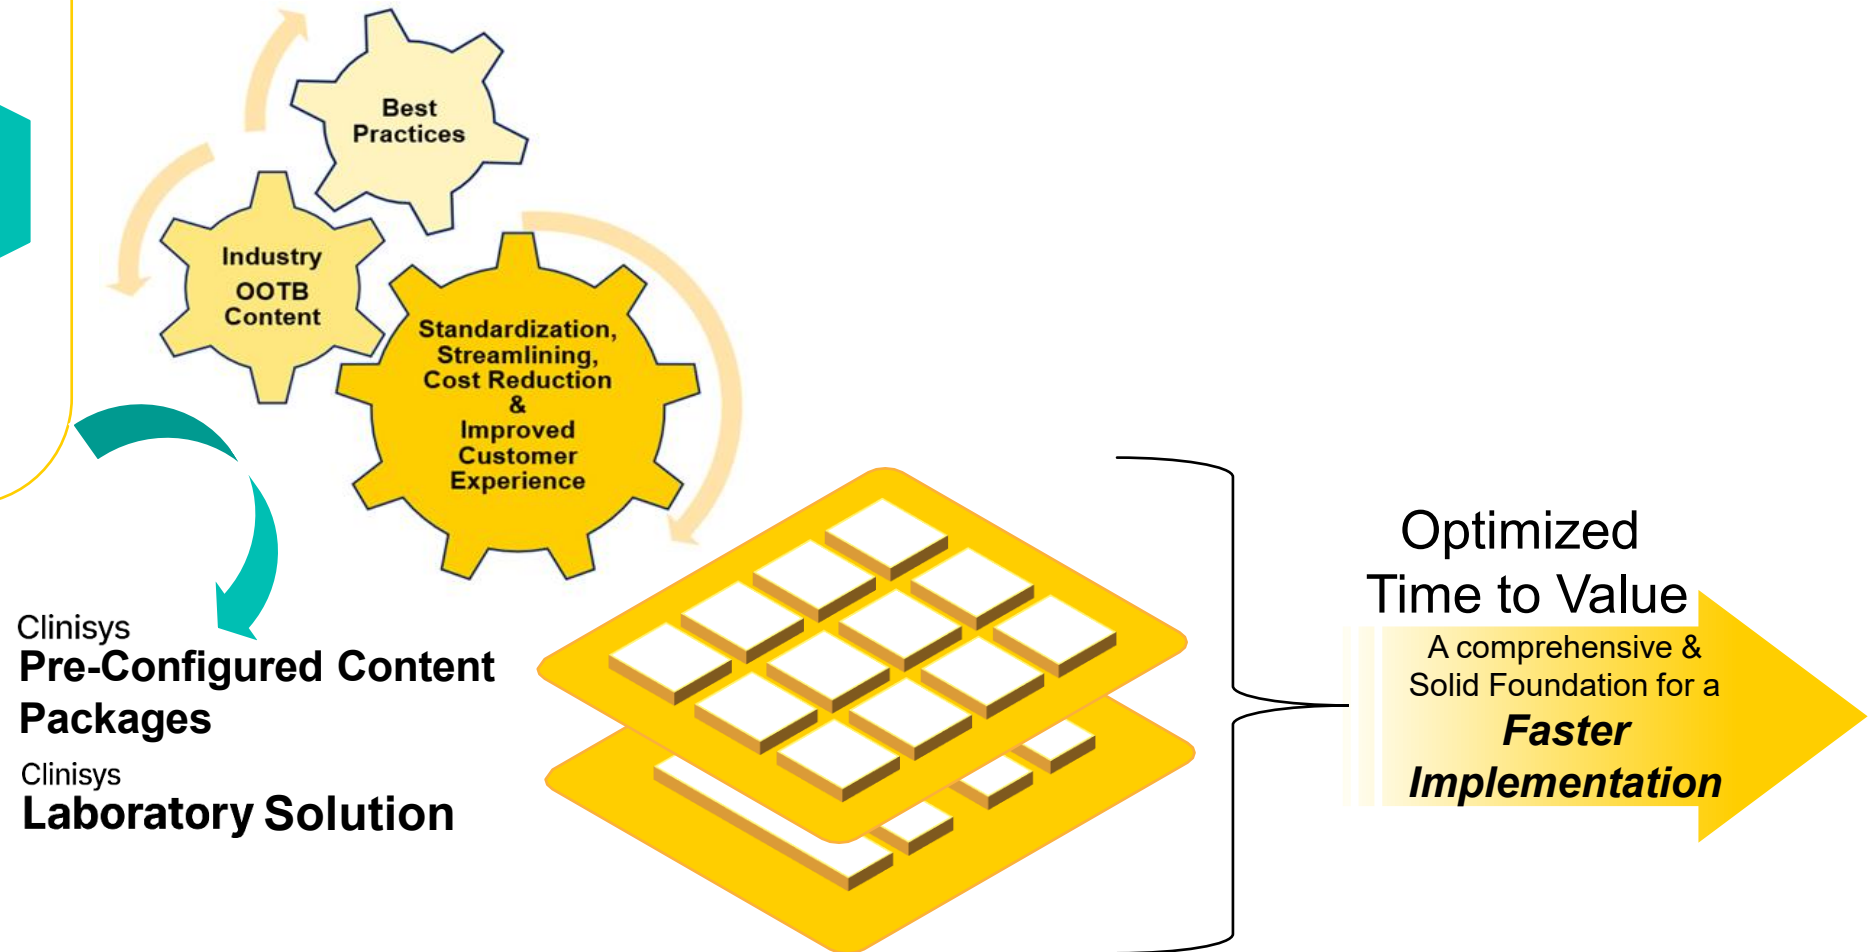 Best
Practices
Industry
OOTB
Content
Standardization,
Streamlining,
Cost Reduction
&
Improved
Customer
Experience
Clinisys
Pre-Configured Content
Packages
Clinisys
Laboratory Solution
Optimized
Time to Value
A comprehensive &
Solid Foundation for a
Faster
Implementation